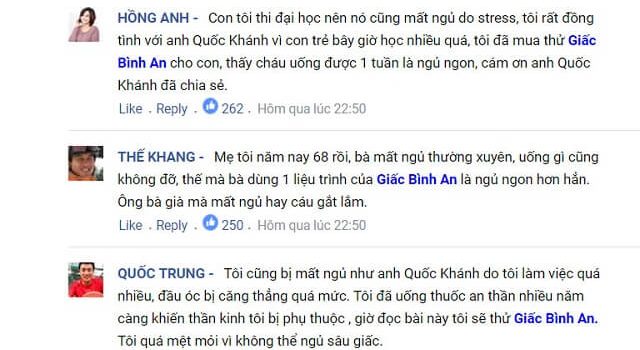 HỒNG ANH - Con tôi thi đại học nên nó cũng mất ngủ do stress, tôi rất đồng
tình với anh Quốc Khánh vì con trẻ bây giờ học nhiều quá, tôi đã mua thử Giấc
Bình An cho con, thấy cháu uống được 1 tuần là ngủ ngon, cám ơn anh Quốc
Khánh đã chia sẻ.
Like . Reply . 262 . Hôm qua lúc 22:50
THẾ KHANG - Mẹ tôi năm nay 68 rồi, bà mất ngủ thường xuyên, uống gì cũng
không đỡ, thế mà bà dùng 1 liệu trình của Giấc Bình An là ngủ ngon hơn hẳn.
Ông bà già mà mất ngủ hay cáu gắt lắm.
Like . Reply . 250 . Hôm qua lúc 22:50
QUỐC TRUNG - Tôi cũng bị mất ngủ như anh Quốc Khánh do tôi làm việc quá
nhiều, đầu óc bị căng thẳng quá mức. Tôi đã uống thuốc an thần nhiều năm
càng khiến thần kinh tôi bị phụ thuộc , giờ đọc bài này tôi sẽ thử Giấc Bình An.
Tôi quá mệt mỏi vì không thể ngủ sâu giấc.